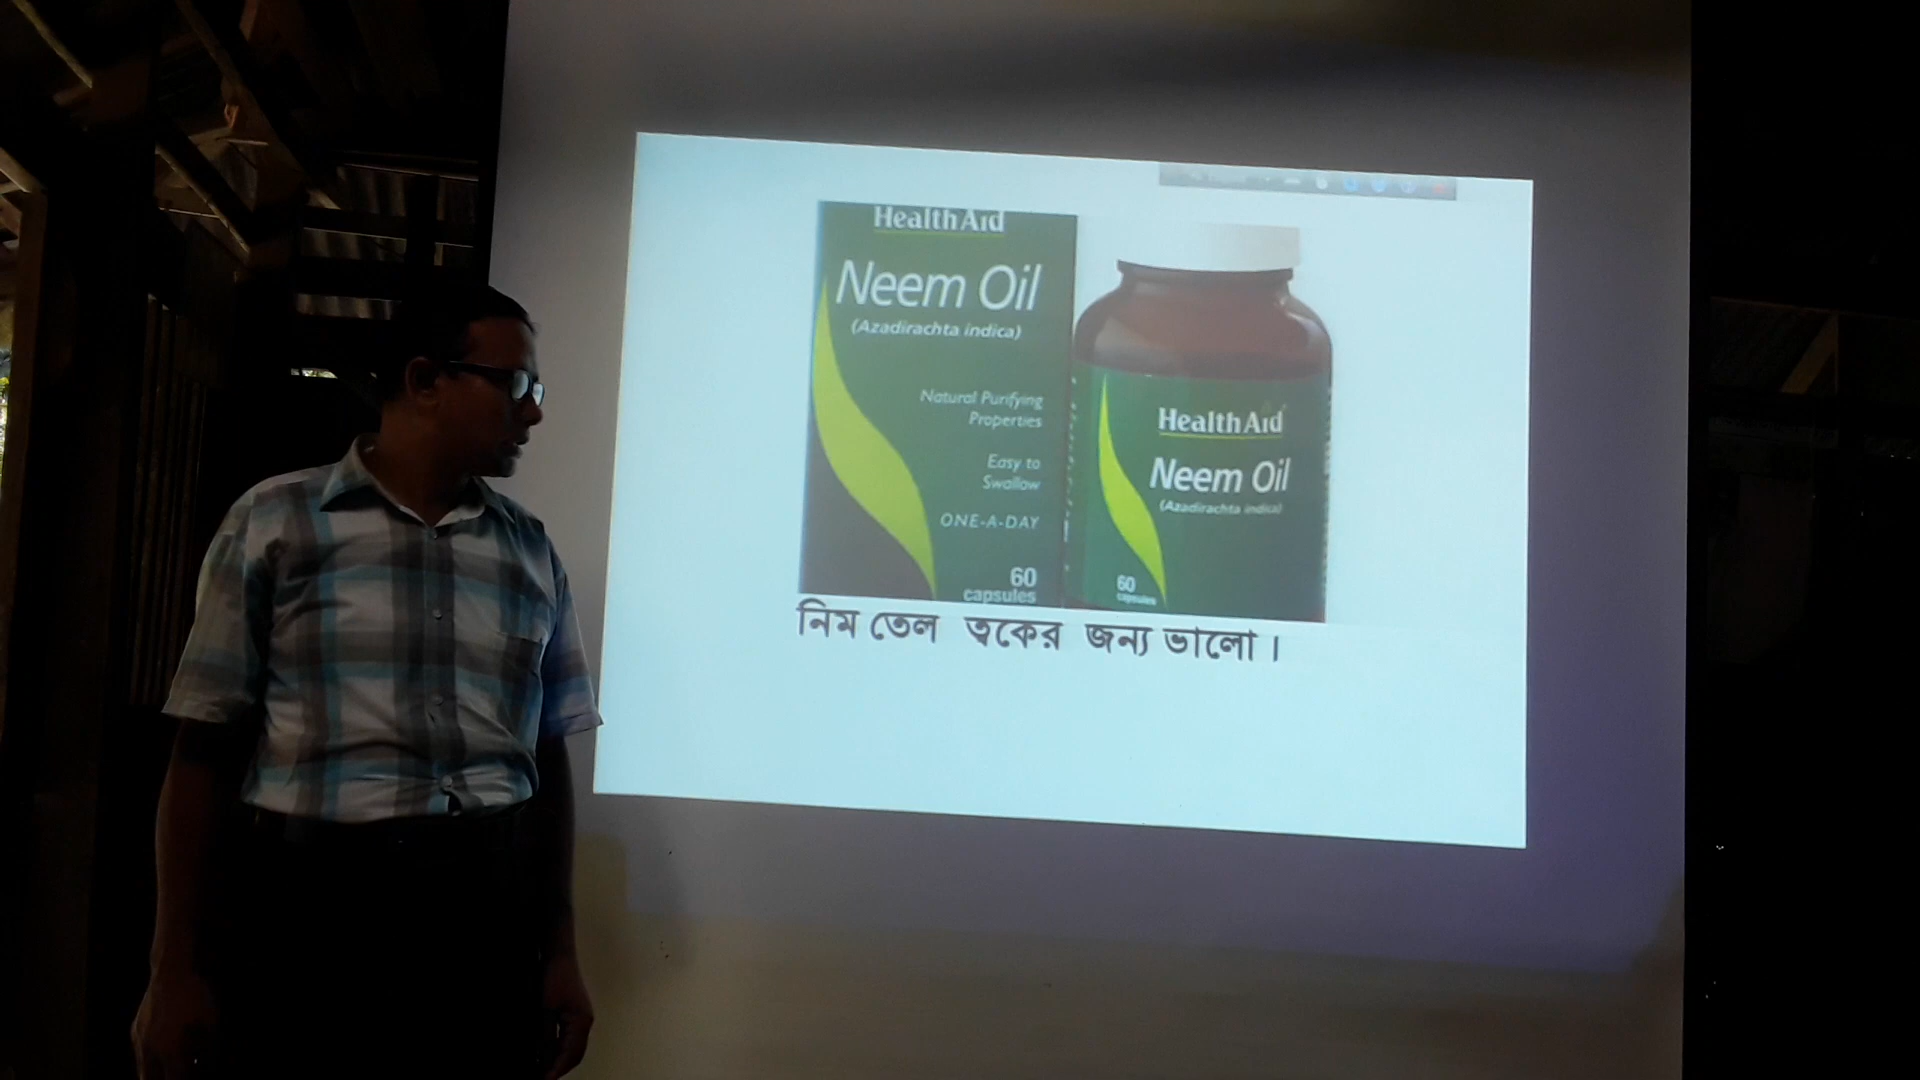 HealthAid
Neem Oil
(Azadirachta indica)
Natural Purifying
Properties
Easy to
Swallow
ONE-A-DAY
60
capsules
HealthAid
Neem Oil
(Azadirachta indica)
60
capsules
নিম তেল ত্বকের জন্য ভালো ।